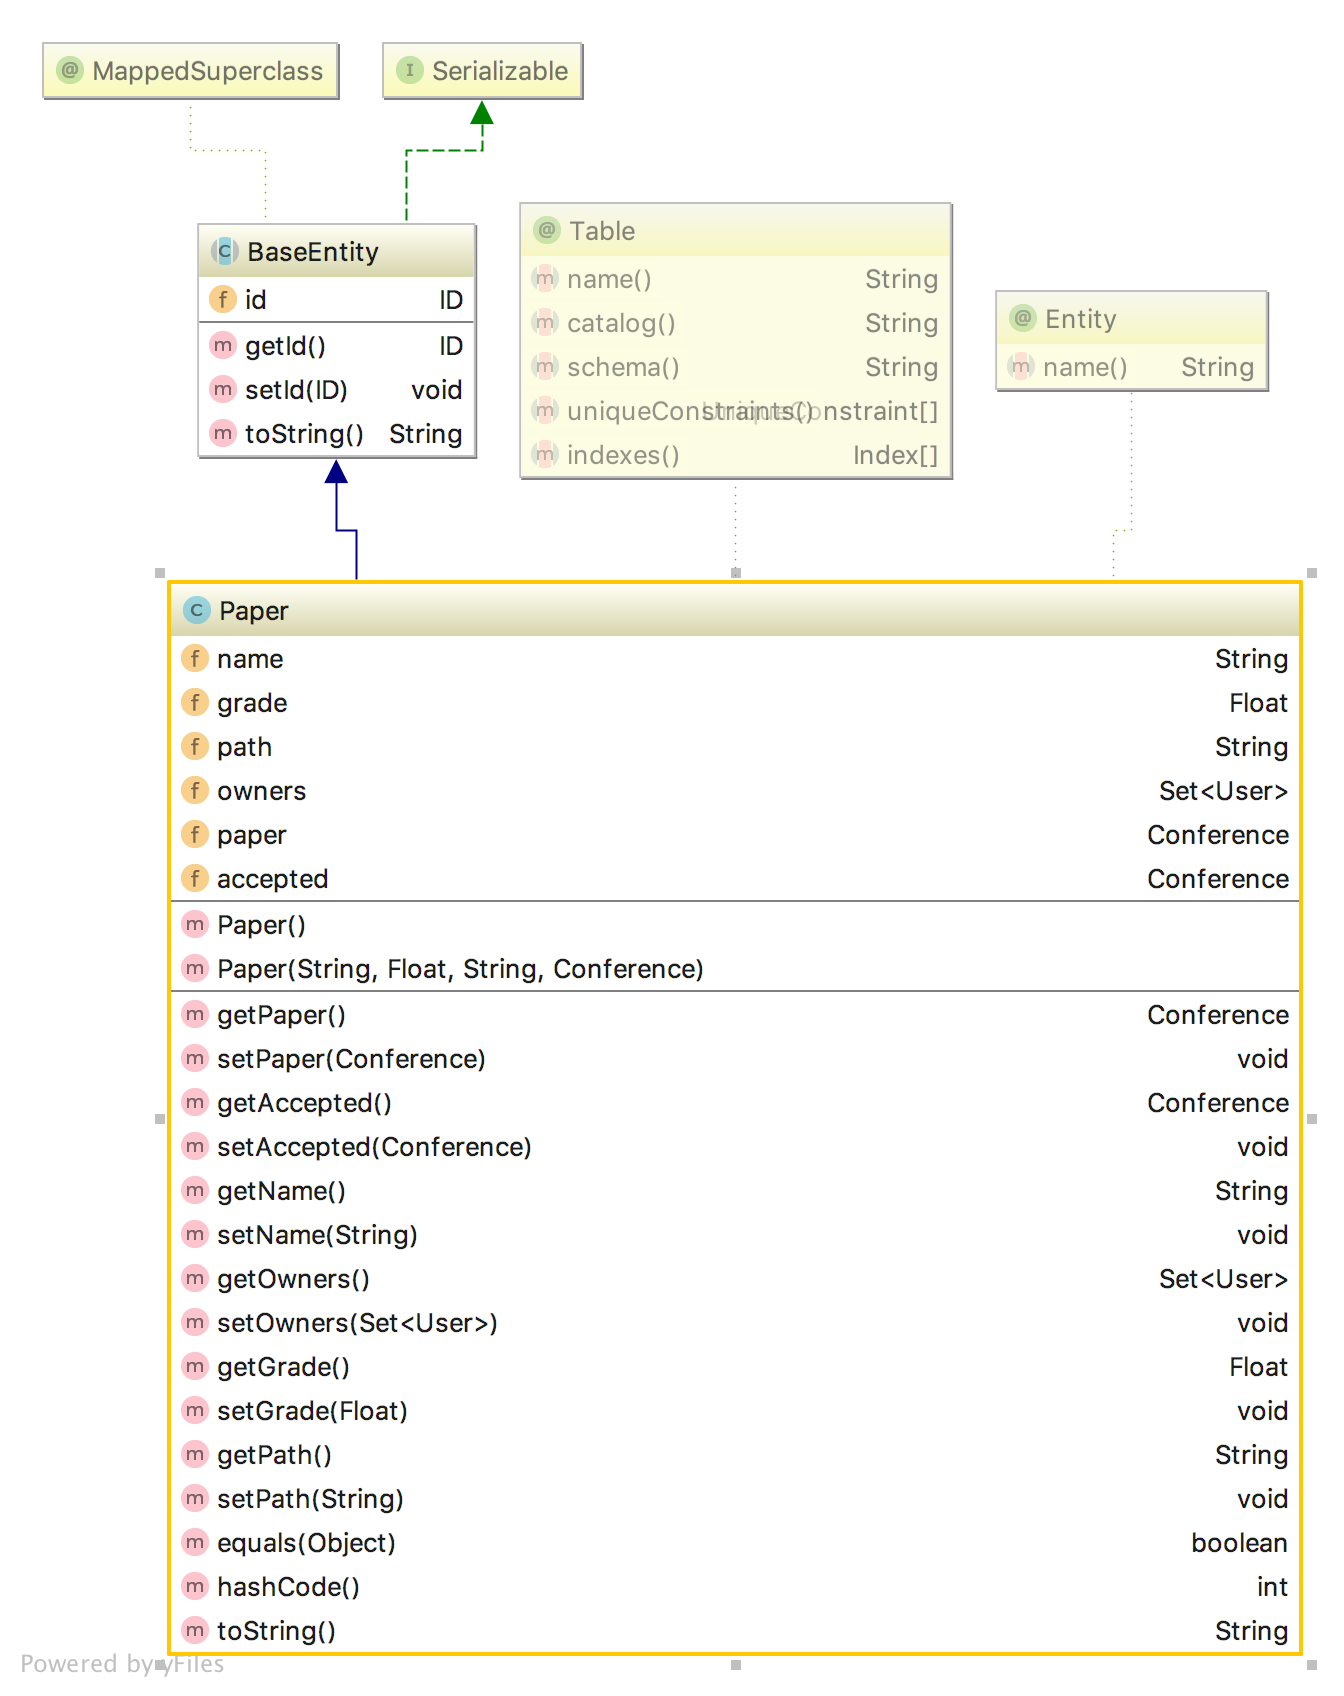 @ MappedSuperclass
I Serializable
C BaseEntity
f id ID
m getId() ID
m setId(ID) void
m toString() String
@ Table
m name() String
m catalog() String
m schema() String
m uniqueConstraints() UniqueConstraint[]
m indexes() Index[]
@ Entity
m name() String
C Paper
f name String
f grade Float
f path String
f owners Set<User>
f paper Conference
f accepted Conference
m Paper()
m Paper(String, Float, String, Conference)
m getPaper() Conference
m setPaper(Conference) void
m getAccepted() Conference
m setAccepted(Conference) void
m getName() String
m setName(String) void
m getOwners() Set<User>
m setOwners(Set<User>) void
m getGrade() Float
m setGrade(Float) void
m getPath() String
m setPath(String) void
m equals(Object) boolean
m hashCode() int
m toString() String
Powered by yFiles